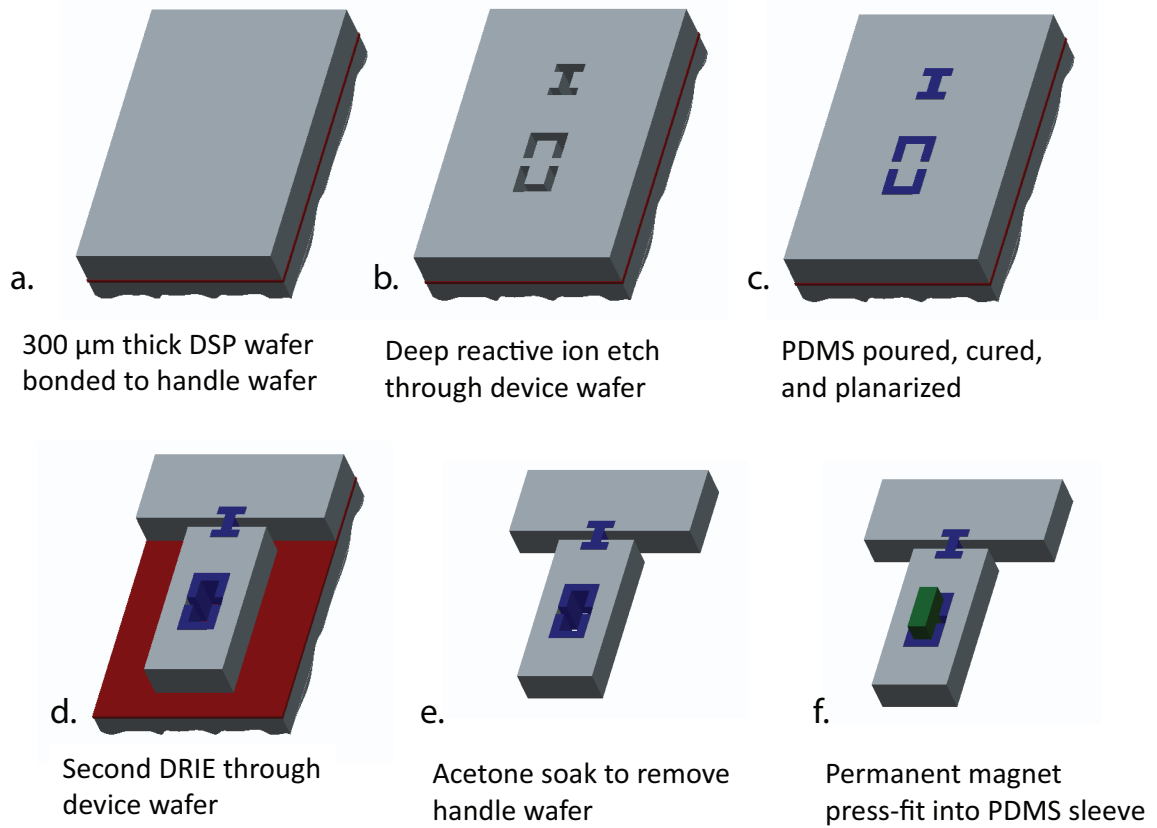 a.
300 µm thick DSP wafer
bonded to handle wafer
b.
Deep reactive ion etch
through device wafer
c.
PDMS poured, cured,
and planarized
d.
Second DRIE through
device wafer
e.
Acetone soak to remove
handle wafer
f.
Permanent magnet
press-fit into PDMS sleeve